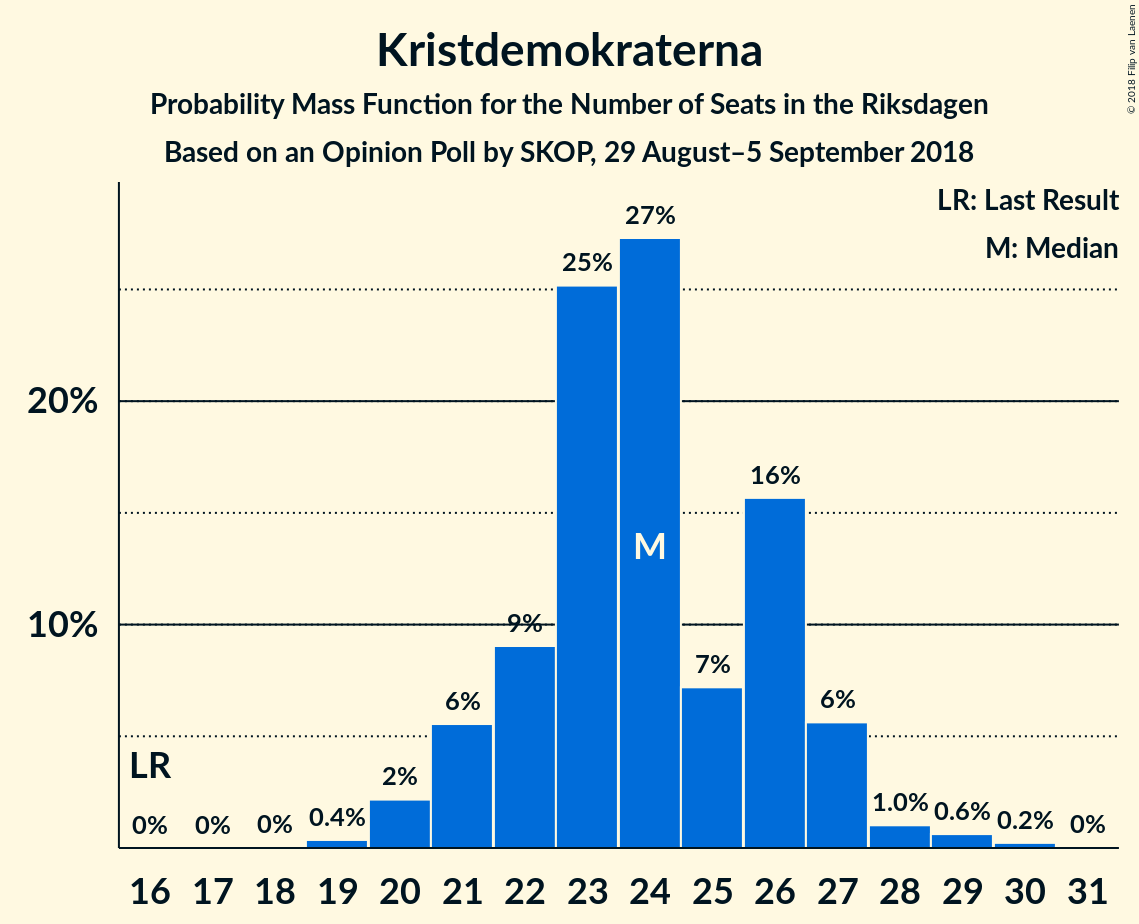 Kristdemokraterna
Probability Mass Function for the Number of Seats in the Riksdagen
Based on an Opinion Poll by SKOP, 29 August–5 September 2018
© 2018 Filip van Laenen
LR: Last Result
M: Median
27%
25%
20%
16%
M
10%
9%
7%
6%
6%
LR
2%
1.0%
0.6%
0.4%
0.2%
0% 0% 0% 0%
16 17 18 19 20 21 22 23 24 25 26 27 28 29 30 31